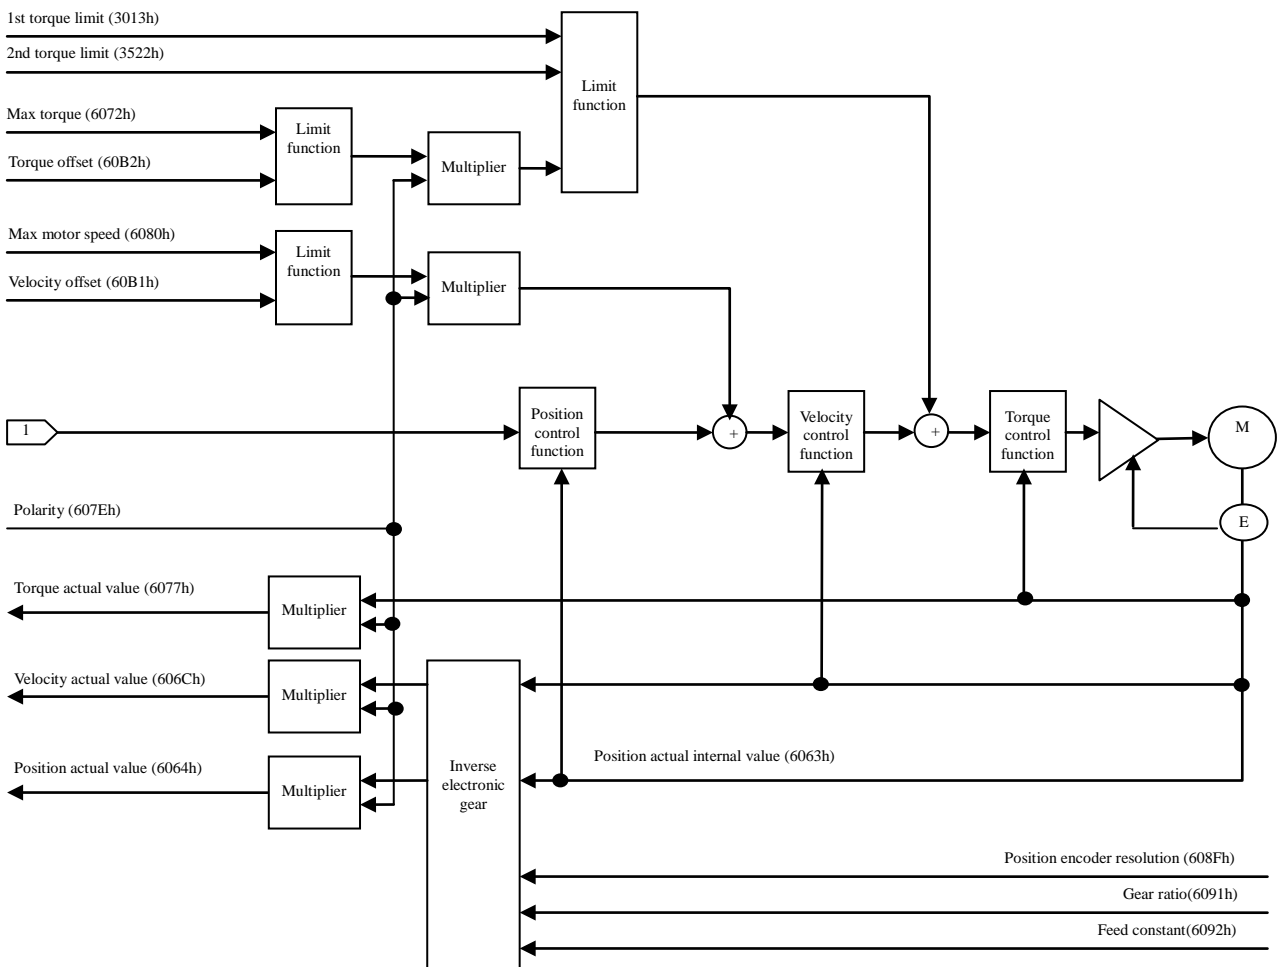 1st torque limit (3013h)
2nd torque limit (3522h)
Limit
function
Max torque (6072h)
Limit
function
Torque offset (60B2h)
Multiplier
Max motor speed (6080h)
Limit
function
Velocity offset (60B1h)
Multiplier
1
Position
control
function
+
Velocity
control
function
+
Torque
control
function
M
Polarity (607Eh)
E
Torque actual value (6077h)
Multiplier
Velocity actual value (606Ch)
Multiplier
Position actual internal value (6063h)
Position actual value (6064h)
Multiplier
Inverse
electronic
gear
Position encoder resolution (608Fh)
Gear ratio(6091h)
Feed constant(6092h)